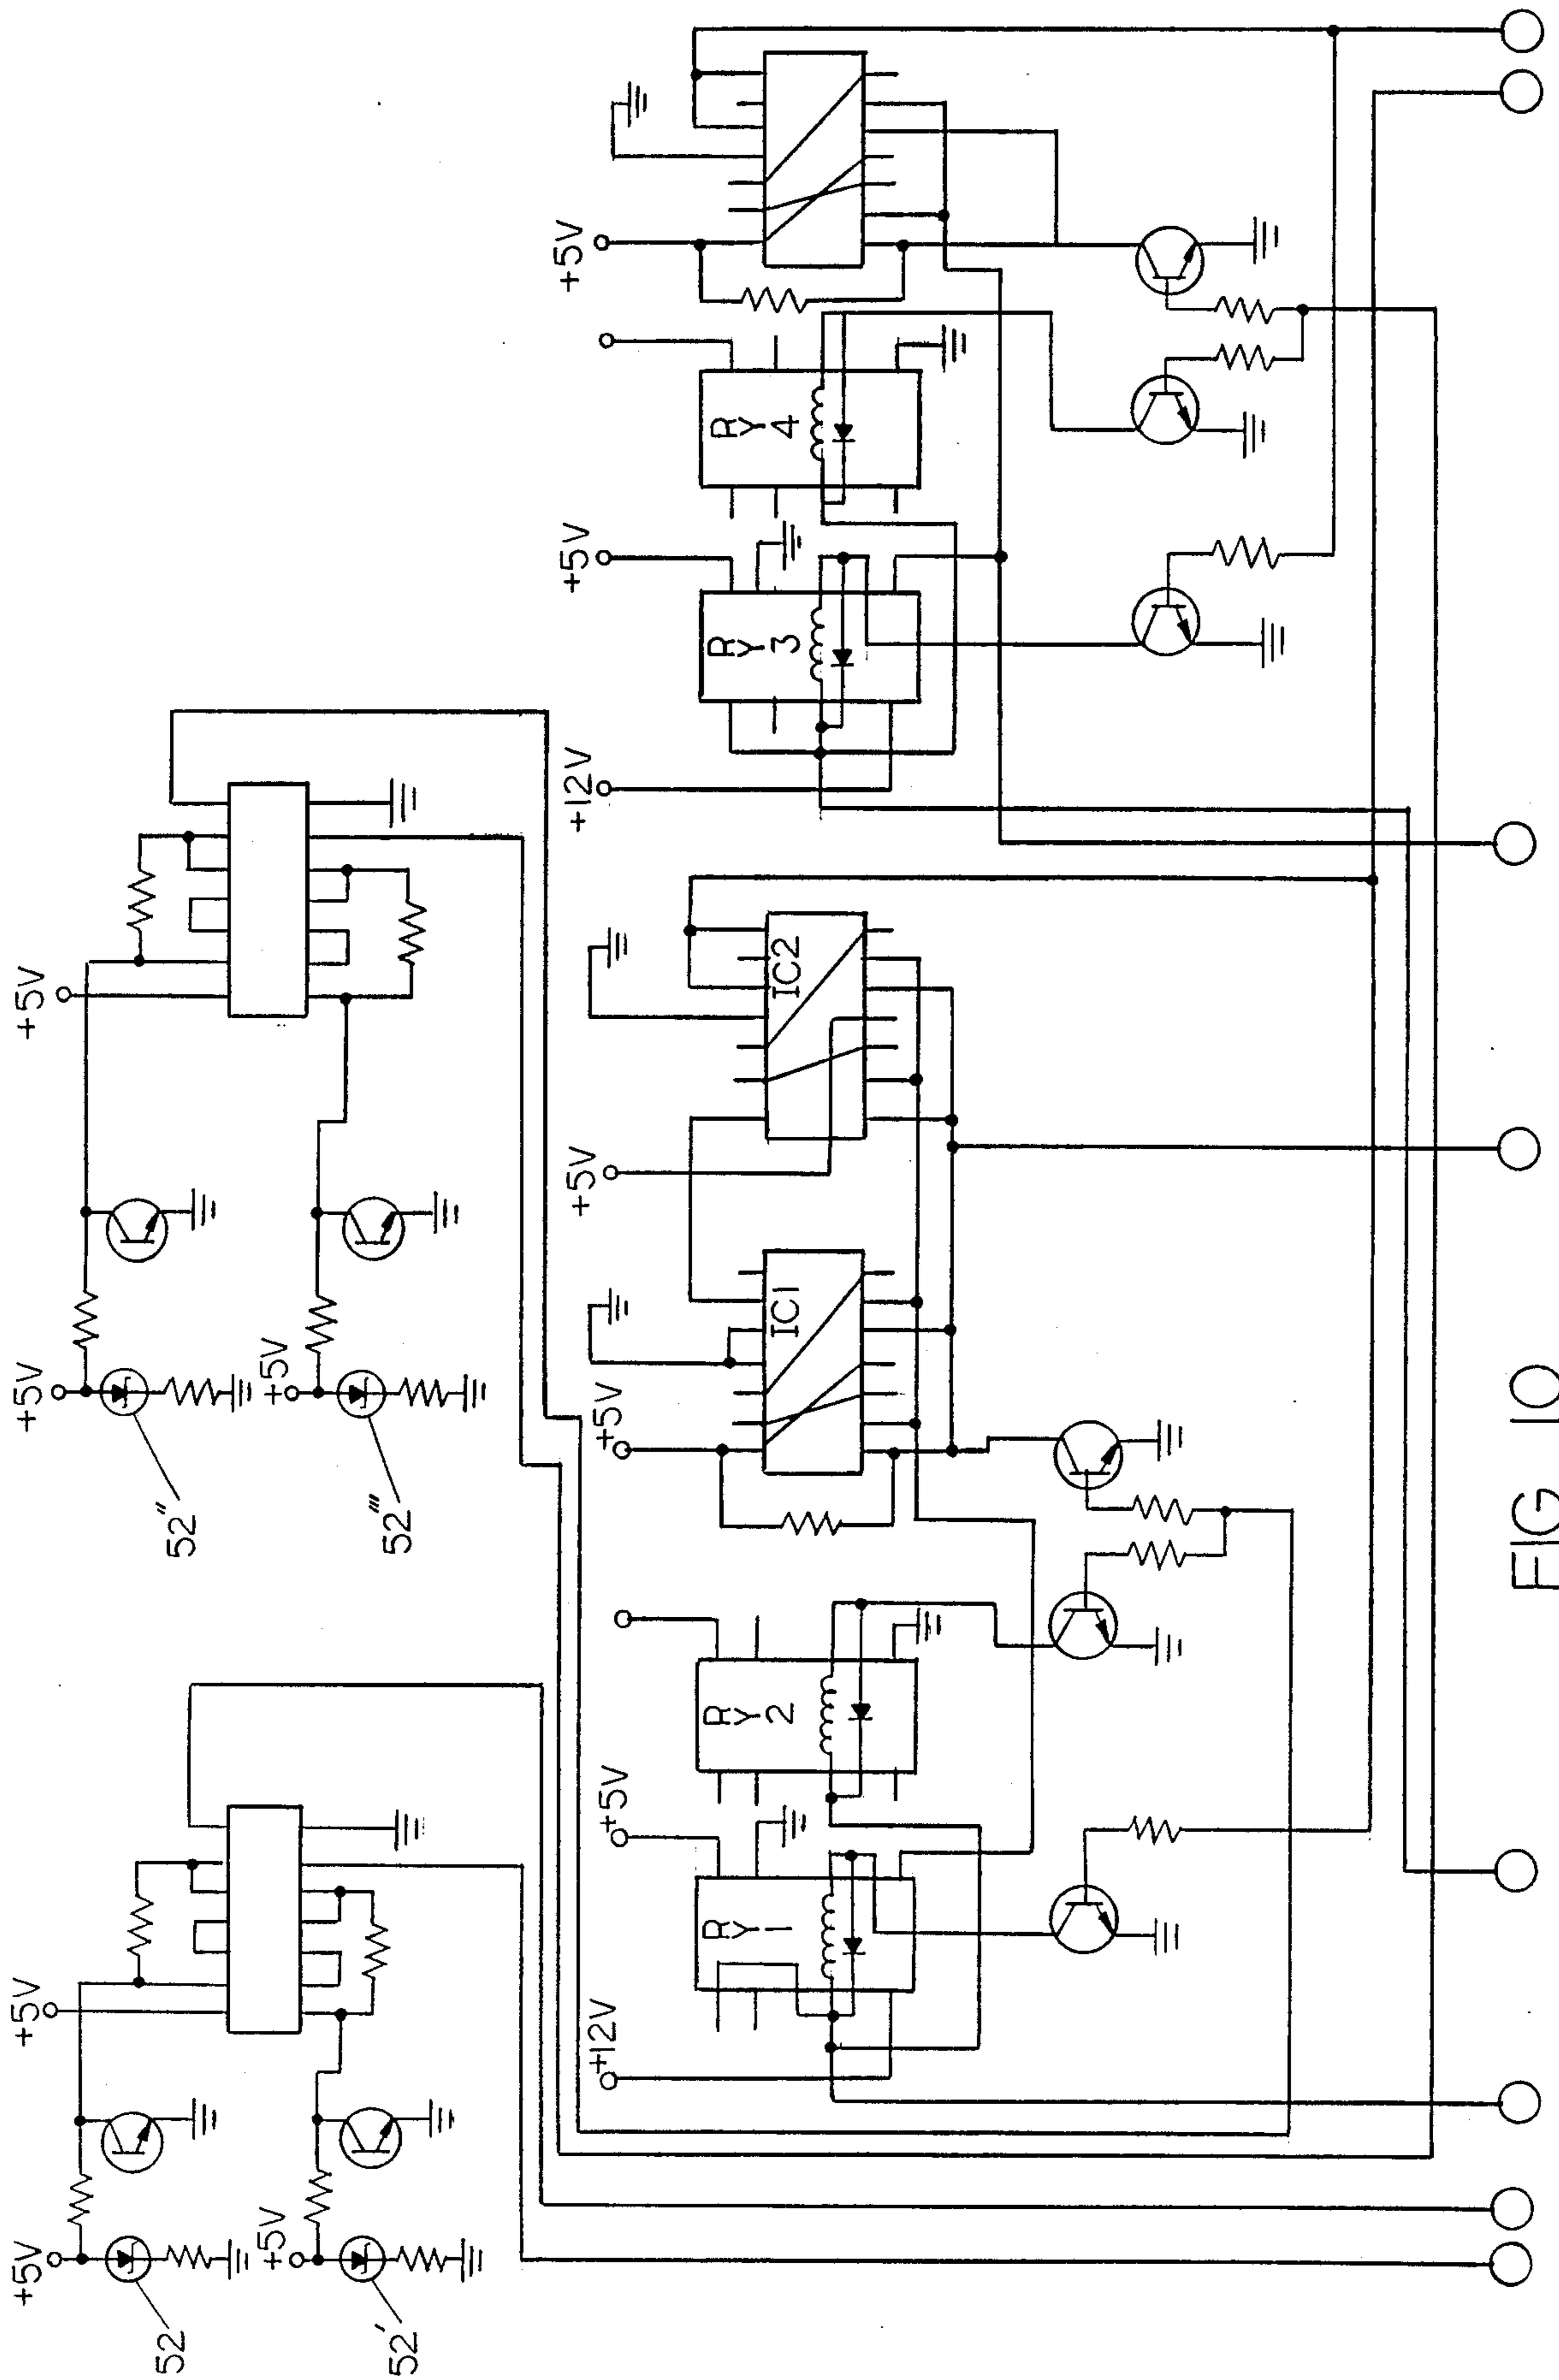 +5V
52
+5V
52'
+5V
+5V
52"
+5V
52'''
+5V
+12V
+5V
RY1
RY2
+5V
IC1
+5V
IC2
+12V
+5V
RY3
RY4
+5V
FIG 10